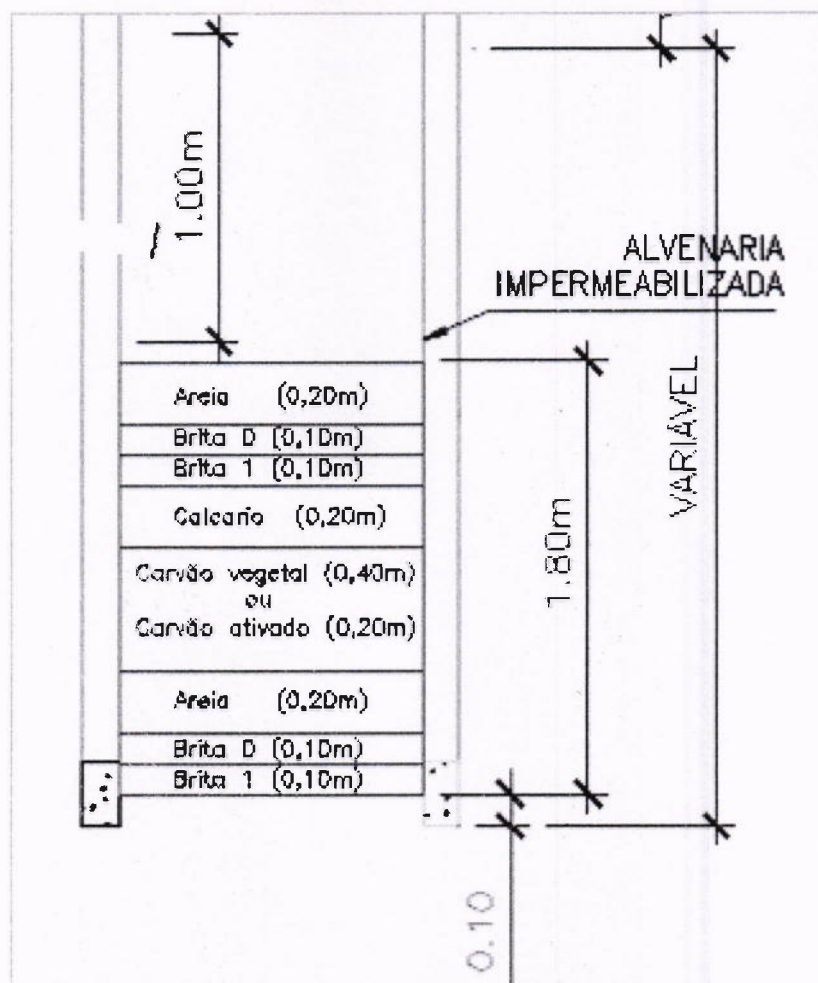 1.00m
ALVENARIA
IMPERMEABILIZADA
Areia (0,20m)
Brita 0 (0,10m)
Brita 1 (0,10m)
Calcario (0,20m)
Carvão vegetal (0,40m)
ou
Carvão ativado (0,20m)
Areia (0,20m)
Brita 0 (0,10m)
Brita 1 (0,10m)
1.80m
VARIÁVEL
0.10